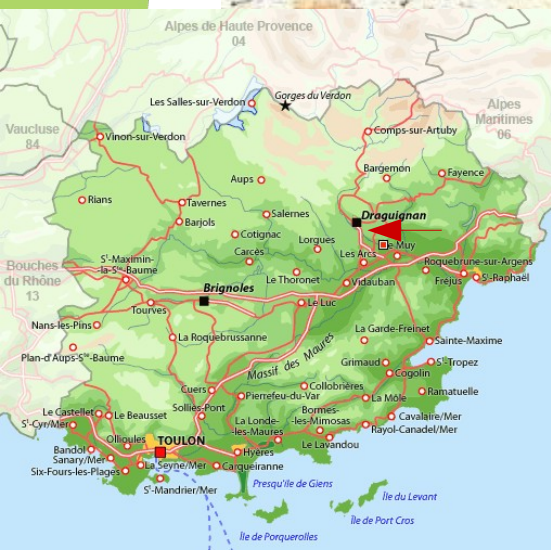 Alpes de Haute Provence
04
Les Salles-sur-Verdon
Gorges du Verdon
Alpes
Maritimes
06
Vaucluse
84
Vinon-sur-Verdon
Comps-sur-Artuby
Bargemon
Fayence
Aups
Rians
Tavernes
Salernes
Draguignan
Barjols
Cotignac
Lorgues
Le Muy
Les Arcs
Carcès
Sᵗ-Maximin-
la-Sᵗᵉ-Baume
Roquebrune-sur-Argens
Bouches
du Rhône
13
Le Thoronet
Vidauban
Fréjus
Sᵗ-Raphaël
Brignoles
Tourves
Le Luc
Nans-les-Pins
La Roquebrussanne
La Garde-Freinet
Sainte-Maxime
Plan-d'Aups-Sᵗᵉ-Baume
Massif des Maures
Grimaud
Sᵗ-Tropez
Cogolin
Cuers
Collobrières
Ramatuelle
Pierrefeu-du-Var
La Môle
Le Castellet
Le Beausset
Solliès-Pont
Bormes-
-les-Mimosas
Cavalaire/Mer
Sᵗ-Cyr/Mer
La Londe-
-les-Maures
Rayol-Canadel/Mer
Ollioules
TOULON
Le Lavandou
Bandol
Hyères
Sanary/Mer
La Seyne/Mer
Carqueiranne
Six-Fours-les-Plages
Sᵗ-Mandrier/Mer
Presqu'île de Giens
Île du Levant
Île de Port Cros
Île de Porquerolles